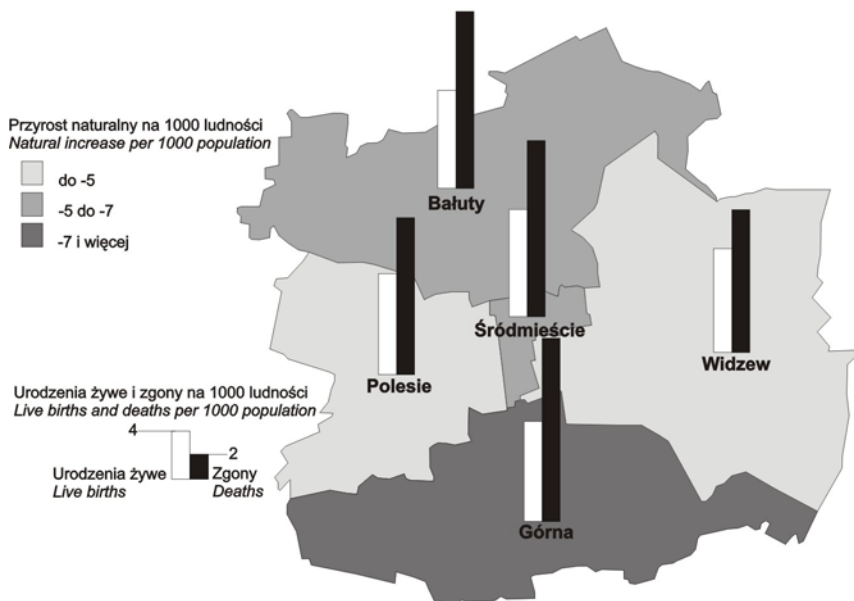 Przyrost naturalny na 1000 ludności
Natural increase per 1000 population
do -5
-5 do -7
-7 i więcej
Bałuty
Śródmieście
Polesie
Widzew
Górna
Urodzenia żywe i zgony na 1000 ludności
Live births and deaths per 1000 population
4
2
Urodzenia żywe Zgony
Live births Deaths